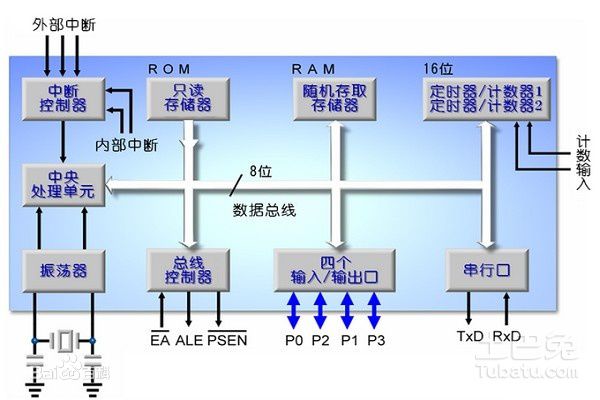 外部中断
ROM
RAM
16位
中断
控制器
只读
存储器
随机存取
存储器
定时器/计数器1
定时器/计数器2
内部中断
计数输入
中央
处理单元
8位
数据总线
振荡器
总线
控制器
四个
输入/输出口
串行口
EA ALE PSEN
P0 P2 P1 P3
TxD RxD
Baidu百科
土巴兔
Tubatu.com